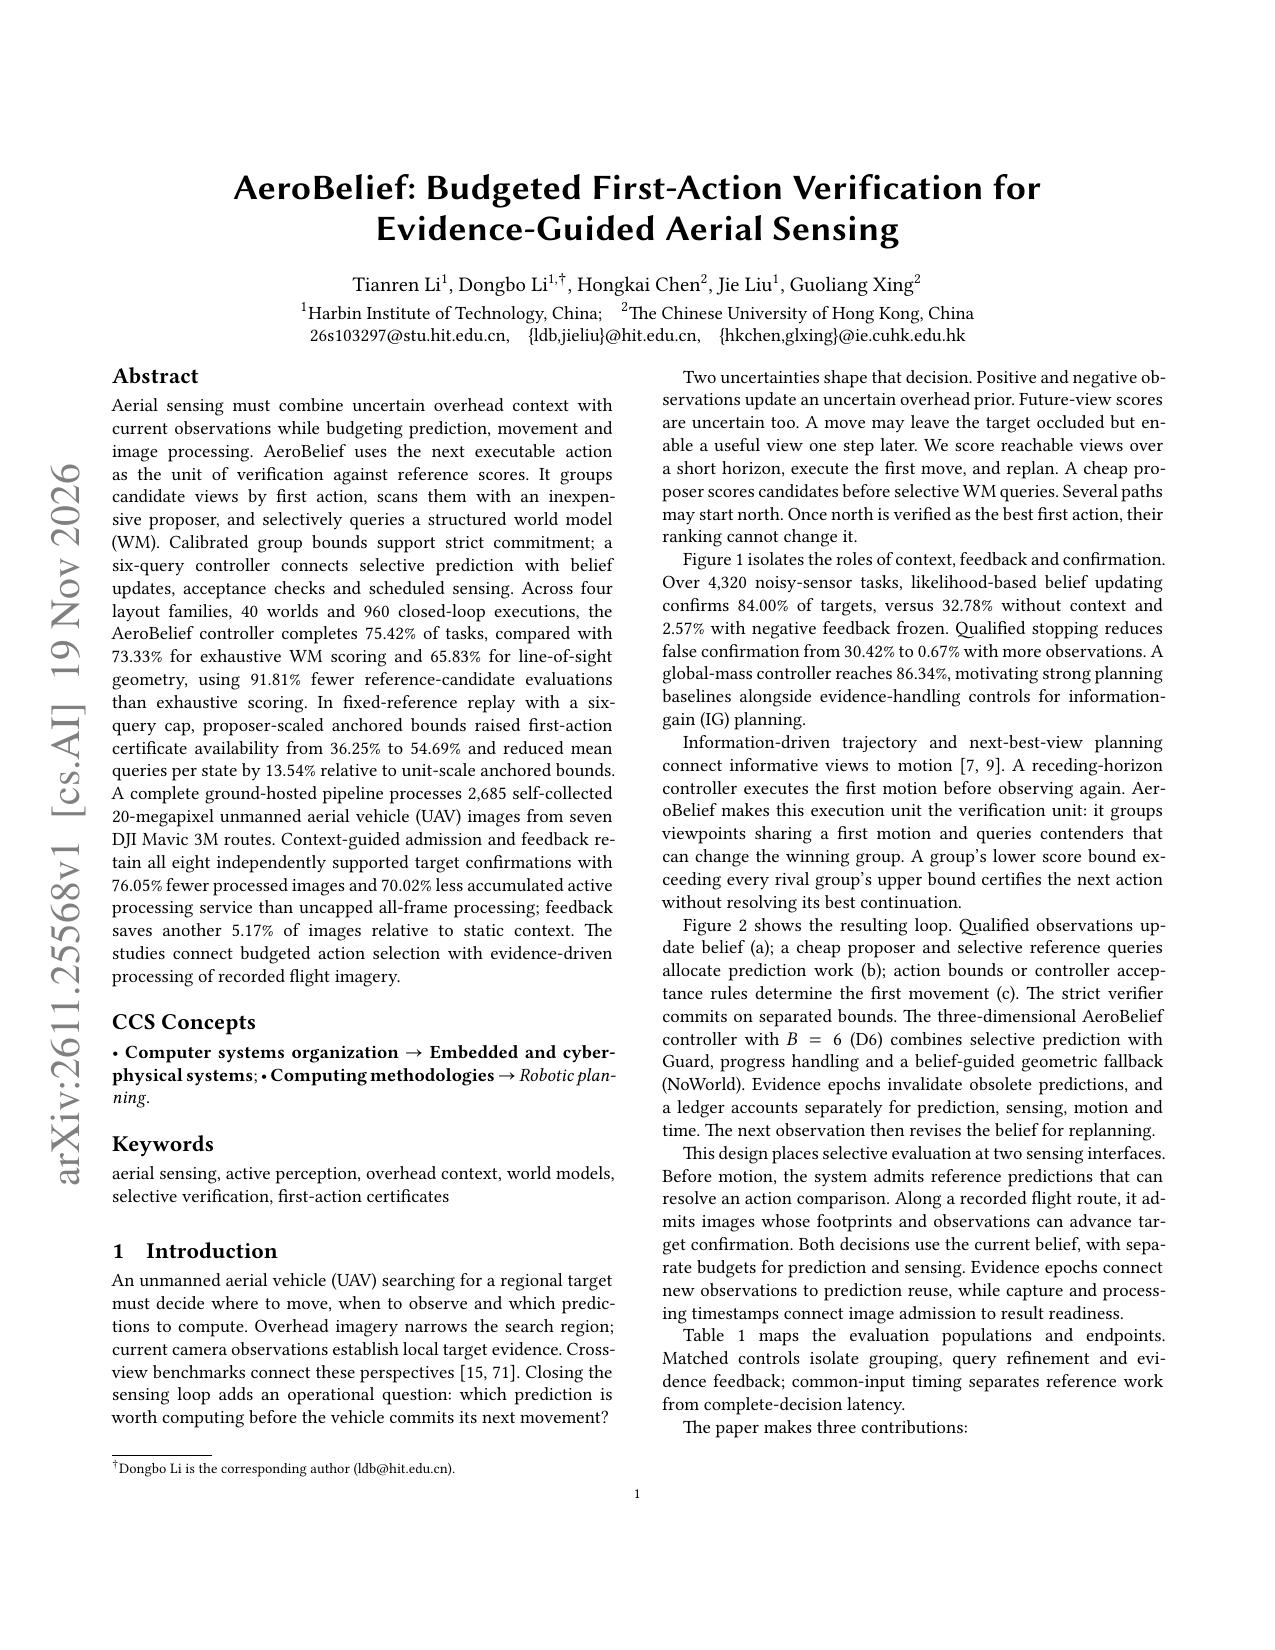 arXiv:2611.25568v1 [cs.AI] 19 Nov 2026
AeroBelief: Budgeted First-Action Verification for
Evidence-Guided Aerial Sensing
Tianren Li1, Dongbo Li1,†, Hongkai Chen2, Jie Liu1, Guoliang Xing2
1Harbin Institute of Technology, China; 2The Chinese University of Hong Kong, China
26s103297@stu.hit.edu.cn, {ldb,jieliu}@hit.edu.cn, {hkchen,glxing}@ie.cuhk.edu.hk
Abstract
Aerial sensing must combine uncertain overhead context with
current observations while budgeting prediction, movement and
image processing. AeroBelief uses the next executable action
as the unit of verification against reference scores. It groups
candidate views by first action, scans them with an inexpen-
sive proposer, and selectively queries a structured world model
(WM). Calibrated group bounds support strict commitment; a
six-query controller connects selective prediction with belief
updates, acceptance checks and scheduled sensing. Across four
layout families, 40 worlds and 960 closed-loop executions, the
AeroBelief controller completes 75.42% of tasks, compared with
73.33% for exhaustive WM scoring and 65.83% for line-of-sight
geometry, using 91.81% fewer reference-candidate evaluations
than exhaustive scoring. In fixed-reference replay with a six-
query cap, proposer-scaled anchored bounds raised first-action
certificate availability from 36.25% to 54.69% and reduced mean
queries per state by 13.54% relative to unit-scale anchored bounds.
A complete ground-hosted pipeline processes 2,685 self-collected
20-megapixel unmanned aerial vehicle (UAV) images from seven
DJI Mavic 3M routes. Context-guided admission and feedback re-
tain all eight independently supported target confirmations with
76.05% fewer processed images and 70.02% less accumulated active
processing service than uncapped all-frame processing; feedback
saves another 5.17% of images relative to static context. The
studies connect budgeted action selection with evidence-driven
processing of recorded flight imagery.
CCS Concepts
• Computer systems organization → Embedded and cyber-
physical systems; • Computing methodologies → Robotic plan-
ning.
Keywords
aerial sensing, active perception, overhead context, world models,
selective verification, first-action certificates
1 Introduction
An unmanned aerial vehicle (UAV) searching for a regional target
must decide where to move, when to observe and which predic-
tions to compute. Overhead imagery narrows the search region;
current camera observations establish local target evidence. Cross-
view benchmarks connect these perspectives [15, 71]. Closing the
sensing loop adds an operational question: which prediction is
worth computing before the vehicle commits its next movement?
†Dongbo Li is the corresponding author (ldb@hit.edu.cn).
Two uncertainties shape that decision. Positive and negative ob-
servations update an uncertain overhead prior. Future-view scores
are uncertain too. A move may leave the target occluded but en-
able a useful view one step later. We score reachable views over
a short horizon, execute the first move, and replan. A cheap pro-
poser scores candidates before selective WM queries. Several paths
may start north. Once north is verified as the best first action, their
ranking cannot change it.
Figure 1 isolates the roles of context, feedback and confirmation.
Over 4,320 noisy-sensor tasks, likelihood-based belief updating
confirms 84.00% of targets, versus 32.78% without context and
2.57% with negative feedback frozen. Qualified stopping reduces
false confirmation from 30.42% to 0.67% with more observations. A
global-mass controller reaches 86.34%, motivating strong planning
baselines alongside evidence-handling controls for information-
gain (IG) planning.
Information-driven trajectory and next-best-view planning
connect informative views to motion [7, 9]. A receding-horizon
controller executes the first motion before observing again. Aer-
oBelief makes this execution unit the verification unit: it groups
viewpoints sharing a first motion and queries contenders that
can change the winning group. A group's lower score bound ex-
ceeding every rival group's upper bound certifies the next action
without resolving its best continuation.
Figure 2 shows the resulting loop. Qualified observations up-
date belief (a); a cheap proposer and selective reference queries
allocate prediction work (b); action bounds or controller accep-
tance rules determine the first movement (c). The strict verifier
commits on separated bounds. The three-dimensional AeroBelief
controller with B = 6 (D6) combines selective prediction with
Guard, progress handling and a belief-guided geometric fallback
(NoWorld). Evidence epochs invalidate obsolete predictions, and
a ledger accounts separately for prediction, sensing, motion and
time. The next observation then revises the belief for replanning.
This design places selective evaluation at two sensing interfaces.
Before motion, the system admits reference predictions that can
resolve an action comparison. Along a recorded flight route, it ad-
mits images whose footprints and observations can advance tar-
get confirmation. Both decisions use the current belief, with sepa-
rate budgets for prediction and sensing. Evidence epochs connect
new observations to prediction reuse, while capture and process-
ing timestamps connect image admission to result readiness.
Table 1 maps the evaluation populations and endpoints.
Matched controls isolate grouping, query refinement and evi-
dence feedback; common-input timing separates reference work
from complete-decision latency.
The paper makes three contributions:
1